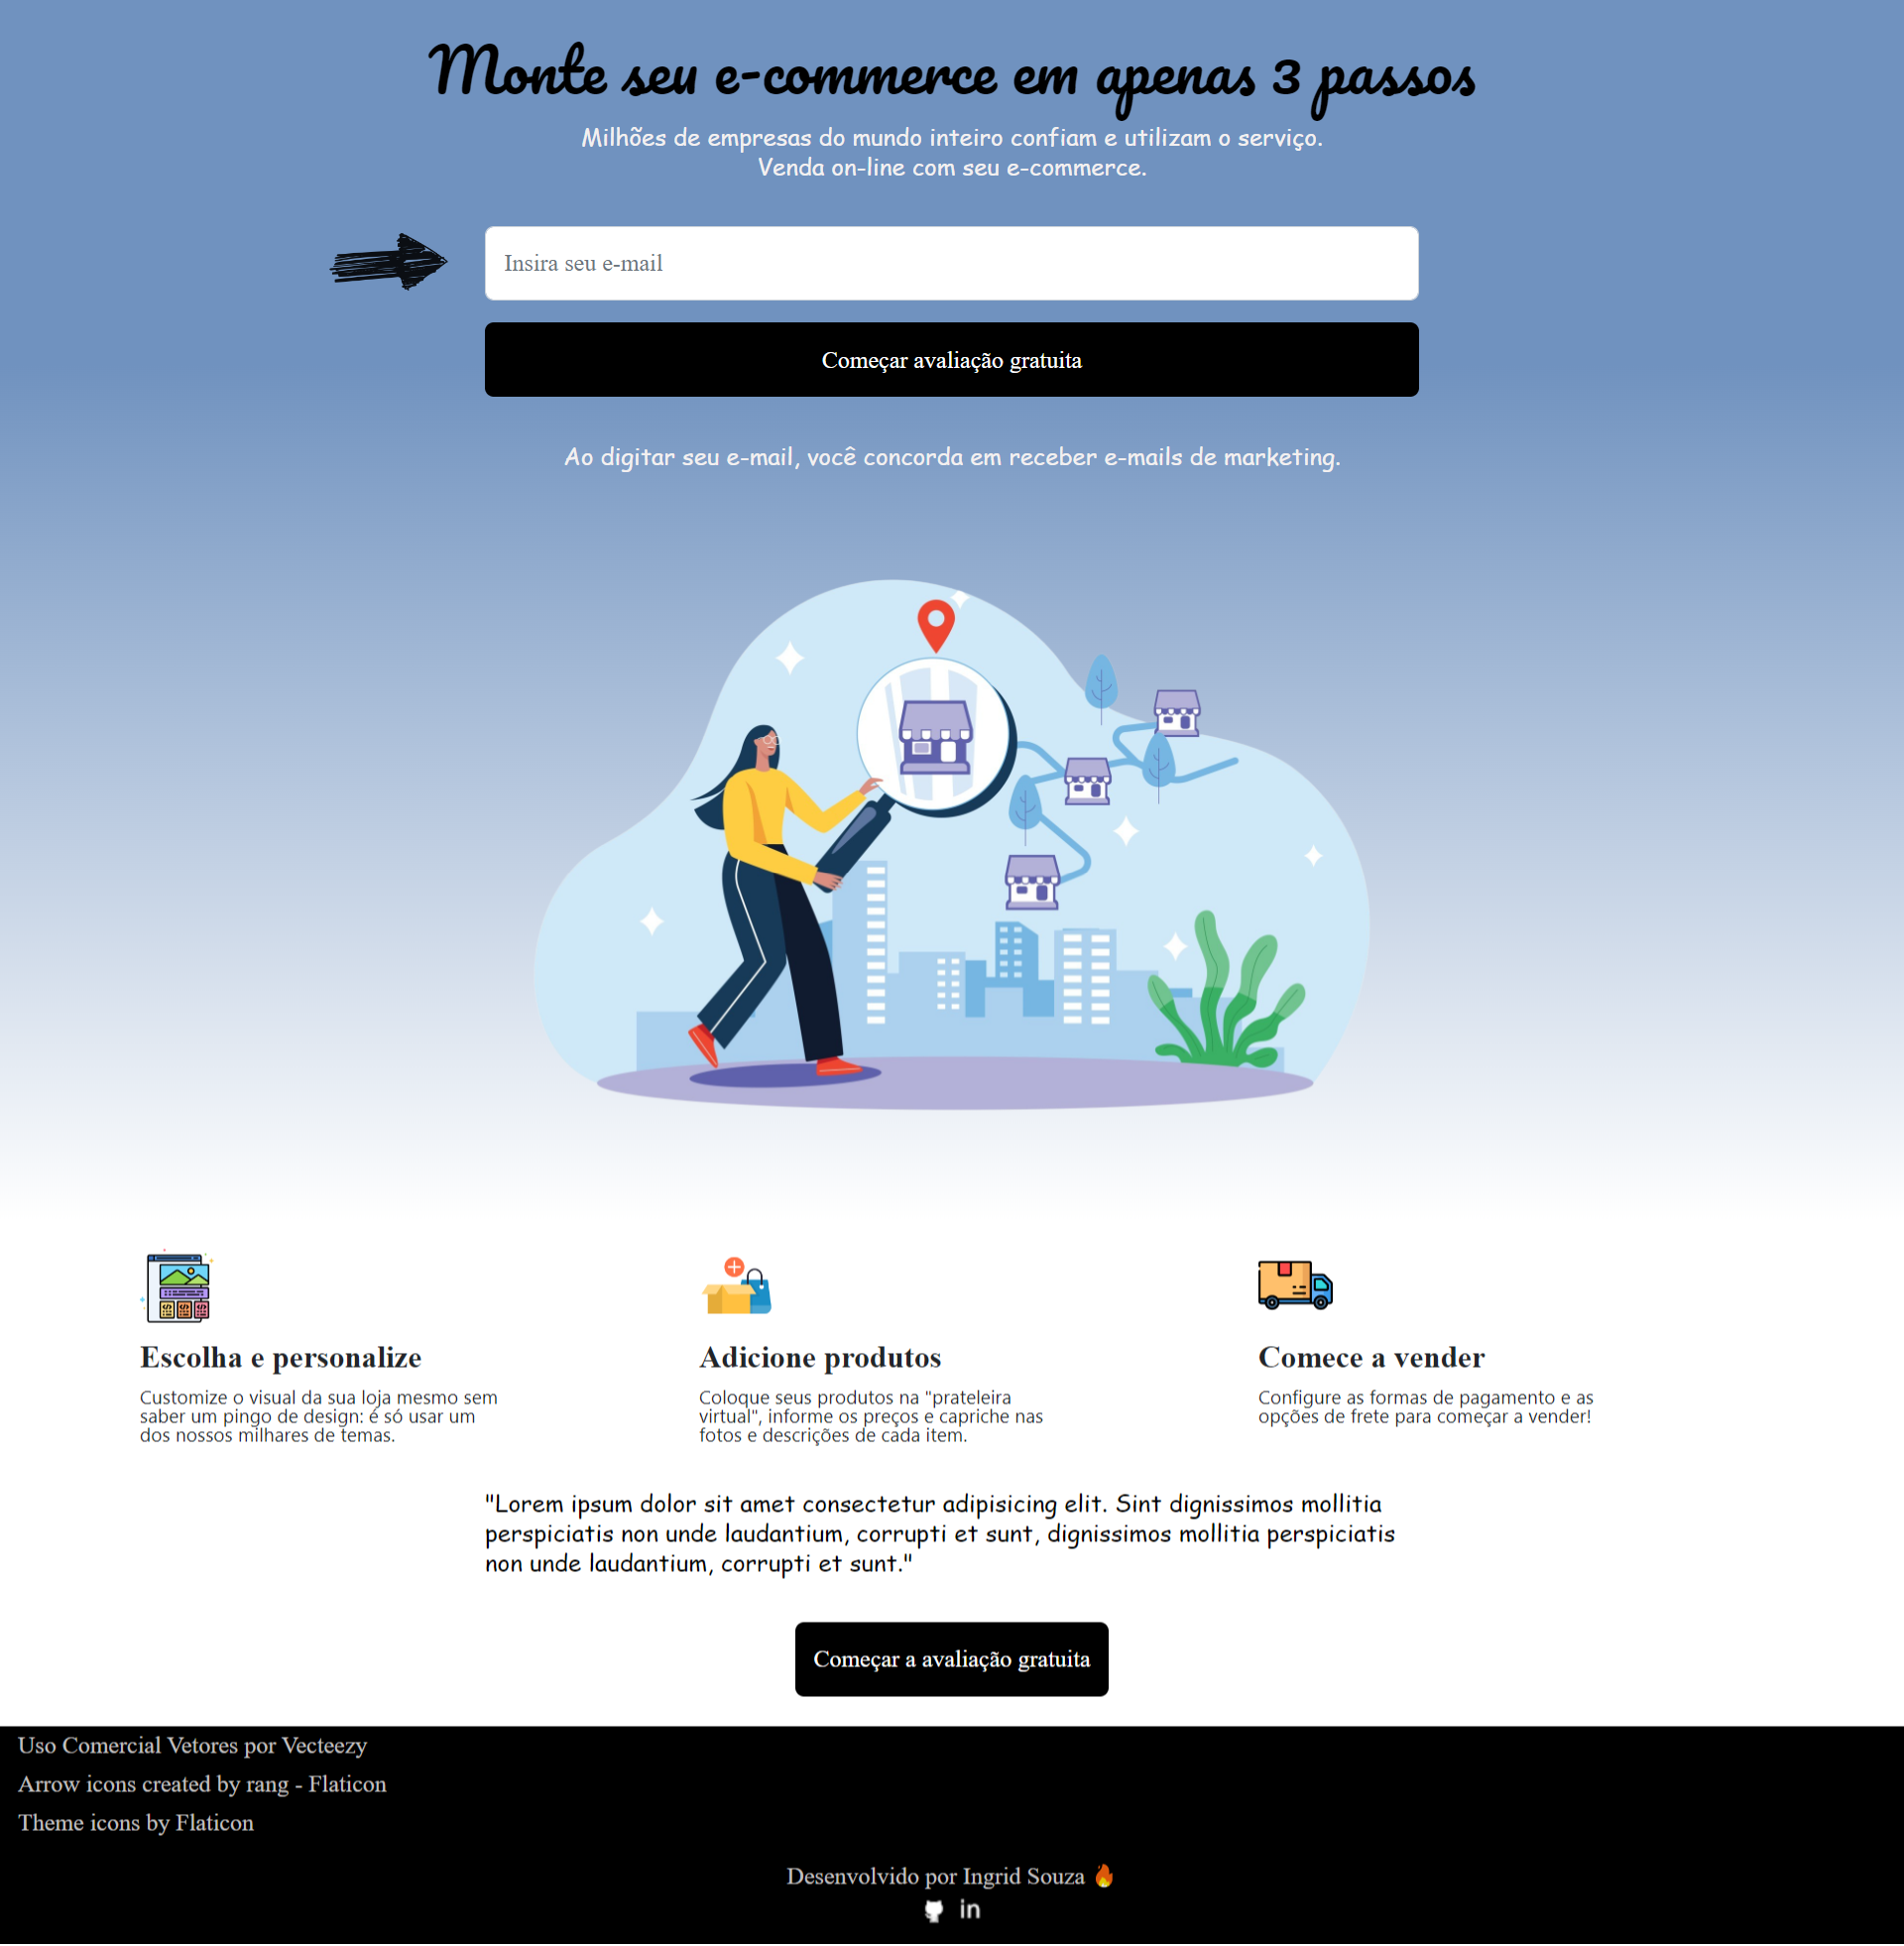 Monte seu e-commerce em apenas 3 passos
Milhões de empresas do mundo inteiro confiam e utilizam o serviço.
Venda on-line com seu e-commerce.
Insira seu e-mail
Começar avaliação gratuita
Ao digitar seu e-mail, você concorda em receber e-mails de marketing.
Escolha e personalize
Customize o visual da sua loja mesmo sem
saber um pingo de design: é só usar um
dos nossos milhares de temas.
Adicione produtos
Coloque seus produtos na "prateleira
virtual", informe os preços e capriche nas
fotos e descrições de cada item.
Comece a vender
Configure as formas de pagamento e as
opções de frete para começar a vender!
"Lorem ipsum dolor sit amet consectetur adipisicing elit. Sint dignissimos mollitia
perspiciatis non unde laudantium, corrupti et sunt, dignissimos mollitia perspiciatis
non unde laudantium, corrupti et sunt."
Começar a avaliação gratuita
Uso Comercial Vetores por Vecteezy
Arrow icons created by rang - Flaticon
Theme icons by Flaticon
Desenvolvido por Ingrid Souza 🔥
in